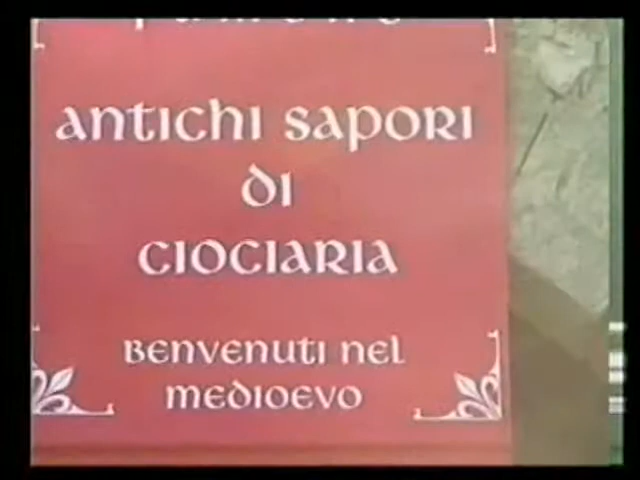 antichi sapori
di
ciociaria
Benvenuti nel
medioevo